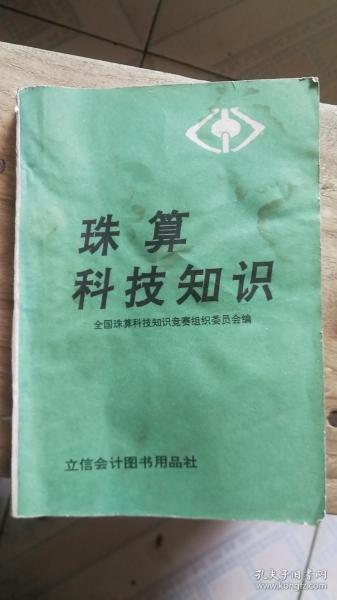 珠算
科技知识
全国珠算科技知识竞赛组织委员会编
立信会计图书用品社
孔夫子旧书网